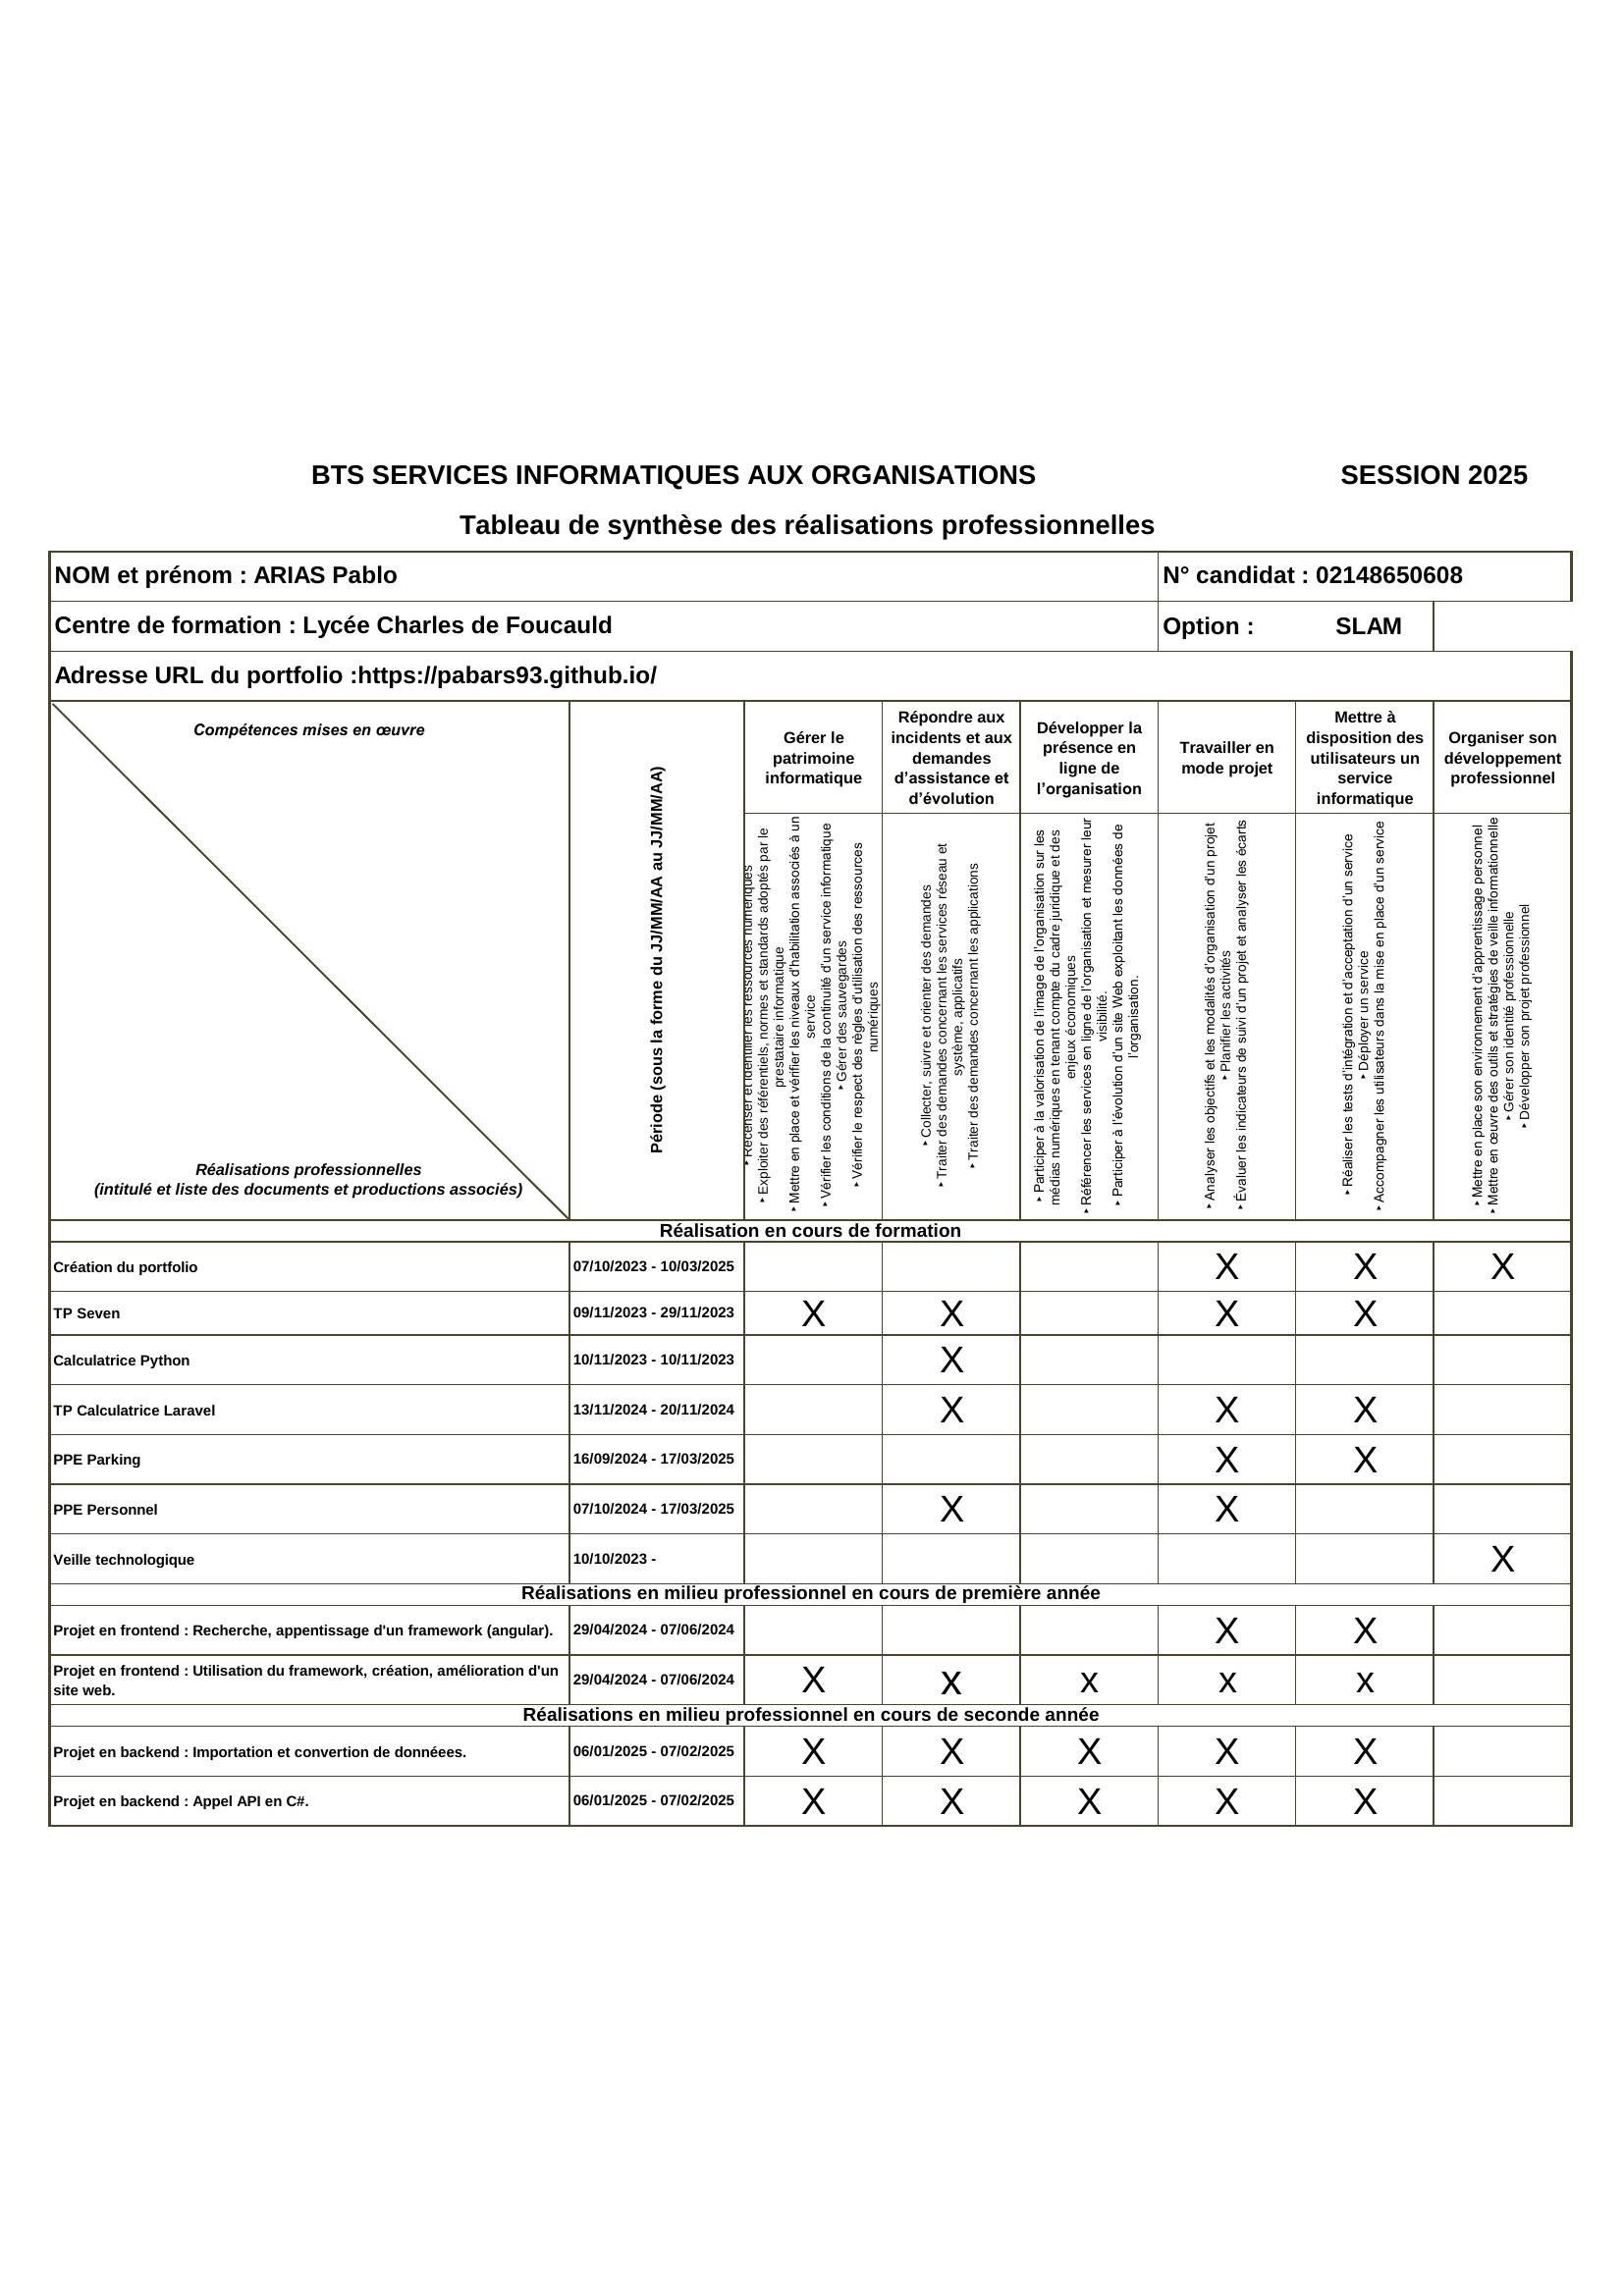 BTS SERVICES INFORMATIQUES AUX ORGANISATIONS SESSION 2025
Tableau de synthèse des réalisations professionnelles
NOM et prénom : ARIAS Pablo N° candidat : 02148650608
Centre de formation : Lycée Charles de Foucauld Option : SLAM
Adresse URL du portfolio :https://pabars93.github.io/
Compétences mises en œuvre
Réalisations professionnelles
(intitulé et liste des documents et productions associés)
Période (sous la forme du JJ/MM/AA au JJ/MM/AA)
Gérer le
patrimoine
informatique
Répondre aux
incidents et aux
demandes
d’assistance et
d’évolution
Développer la
présence en
ligne de
l’organisation
Travailler en
mode projet
Mettre à
disposition des
utilisateurs un
service
informatique
Organiser son
développement
professionnel
‣ Recenser et identifier les ressources numériques
‣ Exploiter des référentiels, normes et standards adoptés par le
prestataire informatique
‣ Mettre en place et vérifier les niveaux d’habilitation associés à un
service
‣ Vérifier les conditions de la continuité d’un service informatique
‣ Gérer des sauvegardes
‣ Vérifier le respect des règles d’utilisation des ressources
numériques
‣ Collecter, suivre et orienter des demandes
‣ Traiter des demandes concernant les services réseau et
système, applicatifs
‣ Traiter des demandes concernant les applications
‣ Participer à la valorisation de l’image de l’organisation sur les
médias numériques en tenant compte du cadre juridique et des
enjeux économiques
‣ Référencer les services en ligne de l’organisation et mesurer leur
visibilité.
‣ Participer à l’évolution d’un site Web exploitant les données de
l’organisation.
‣ Analyser les objectifs et les modalités d’organisation d’un projet
‣ Planifier les activités
‣ Évaluer les indicateurs de suivi d’un projet et analyser les écarts
‣ Réaliser les tests d’intégration et d’acceptation d’un service
‣ Déployer un service
‣ Accompagner les utilisateurs dans la mise en place d’un service
‣ Mettre en place son environnement d’apprentissage personnel
‣ Mettre en œuvre des outils et stratégies de veille informationnelle
‣ Gérer son identité professionnelle
‣ Développer son projet professionnel
Réalisation en cours de formation
Création du portfolio 07/10/2023 - 10/03/2025 X X X
TP Seven 09/11/2023 - 29/11/2023 X X X X
Calculatrice Python 10/11/2023 - 10/11/2023 X
TP Calculatrice Laravel 13/11/2024 - 20/11/2024 X X X
PPE Parking 16/09/2024 - 17/03/2025 X X
PPE Personnel 07/10/2024 - 17/03/2025 X X
Veille technologique 10/10/2023 - X
Réalisations en milieu professionnel en cours de première année
Projet en frontend : Recherche, appentissage d'un framework (angular). 29/04/2024 - 07/06/2024 X X
Projet en frontend : Utilisation du framework, création, amélioration d'un
site web. 29/04/2024 - 07/06/2024 X x x x x
Réalisations en milieu professionnel en cours de seconde année
Projet en backend : Importation et convertion de donnéees. 06/01/2025 - 07/02/2025 X X X X X
Projet en backend : Appel API en C#. 06/01/2025 - 07/02/2025 X X X X X